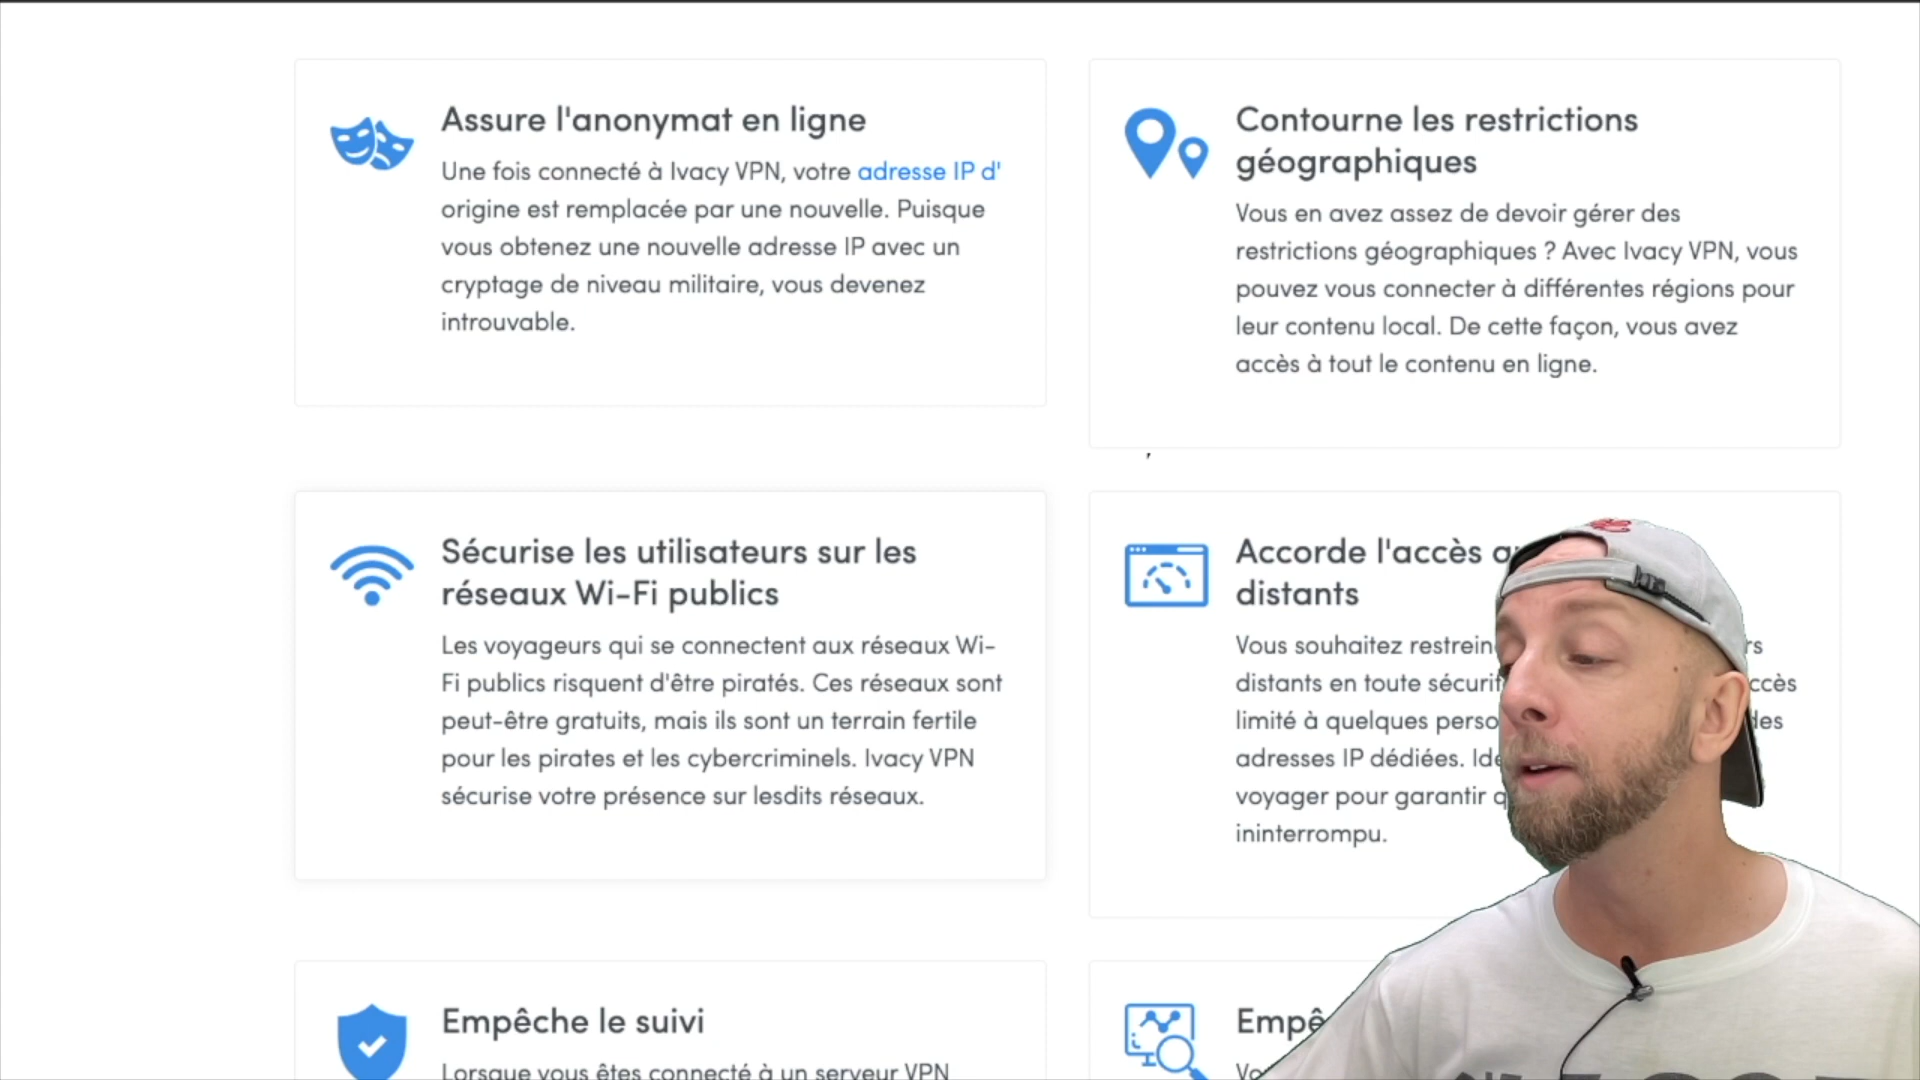 Assure l'anonymat en ligne
Une fois connecté à Ivacy VPN, votre adresse IP d'
origine est remplacée par une nouvelle. Puisque
vous obtenez une nouvelle adresse IP avec un
cryptage de niveau militaire, vous devenez
introuvable.
Contourne les restrictions
géographiques
Vous en avez assez de devoir gérer des
restrictions géographiques ? Avec Ivacy VPN, vous
pouvez vous connecter à différentes régions pour
leur contenu local. De cette façon, vous avez
accès à tout le contenu en ligne.
Sécurise les utilisateurs sur les
réseaux Wi-Fi publics
Les voyageurs qui se connectent aux réseaux Wi-
Fi publics risquent d'être piratés. Ces réseaux sont
peut-être gratuits, mais ils sont un terrain fertile
pour les pirates et les cybercriminels. Ivacy VPN
sécurise votre présence sur lesdits réseaux.
Accorde l'accès
distants
Vous souhaitez
distants en toute
limité à quelques
adresses IP dédiées.
voyager pour garantir
ininterrompu.
Empêche le suivi
Lorsque vous êtes connecté à un serveur VPN